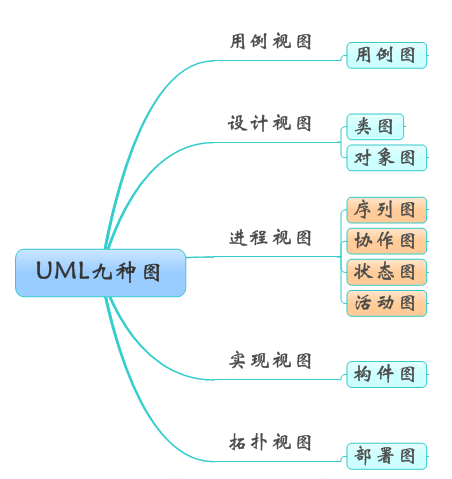 用例视图
用例图
设计视图
类图
对象图
进程视图
序列图
协作图
状态图
活动图
UML九种图
实现视图
构件图
拓扑视图
部署图